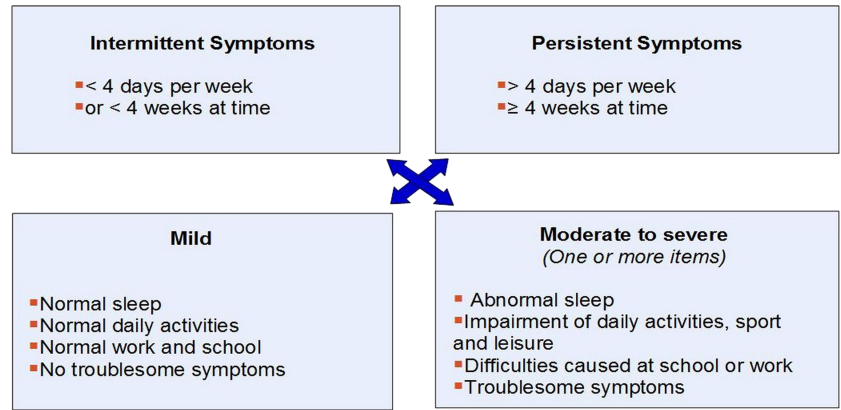 Intermittent Symptoms
▪< 4 days per week
▪or < 4 weeks at time
Persistent Symptoms
▪> 4 days per week
▪≥ 4 weeks at time
Mild
▪Normal sleep
▪Normal daily activities
▪Normal work and school
▪No troublesome symptoms
Moderate to severe
(One or more items)
▪ Abnormal sleep
▪Impairment of daily activities, sport
and leisure
▪Difficulties caused at school or work
▪Troublesome symptoms